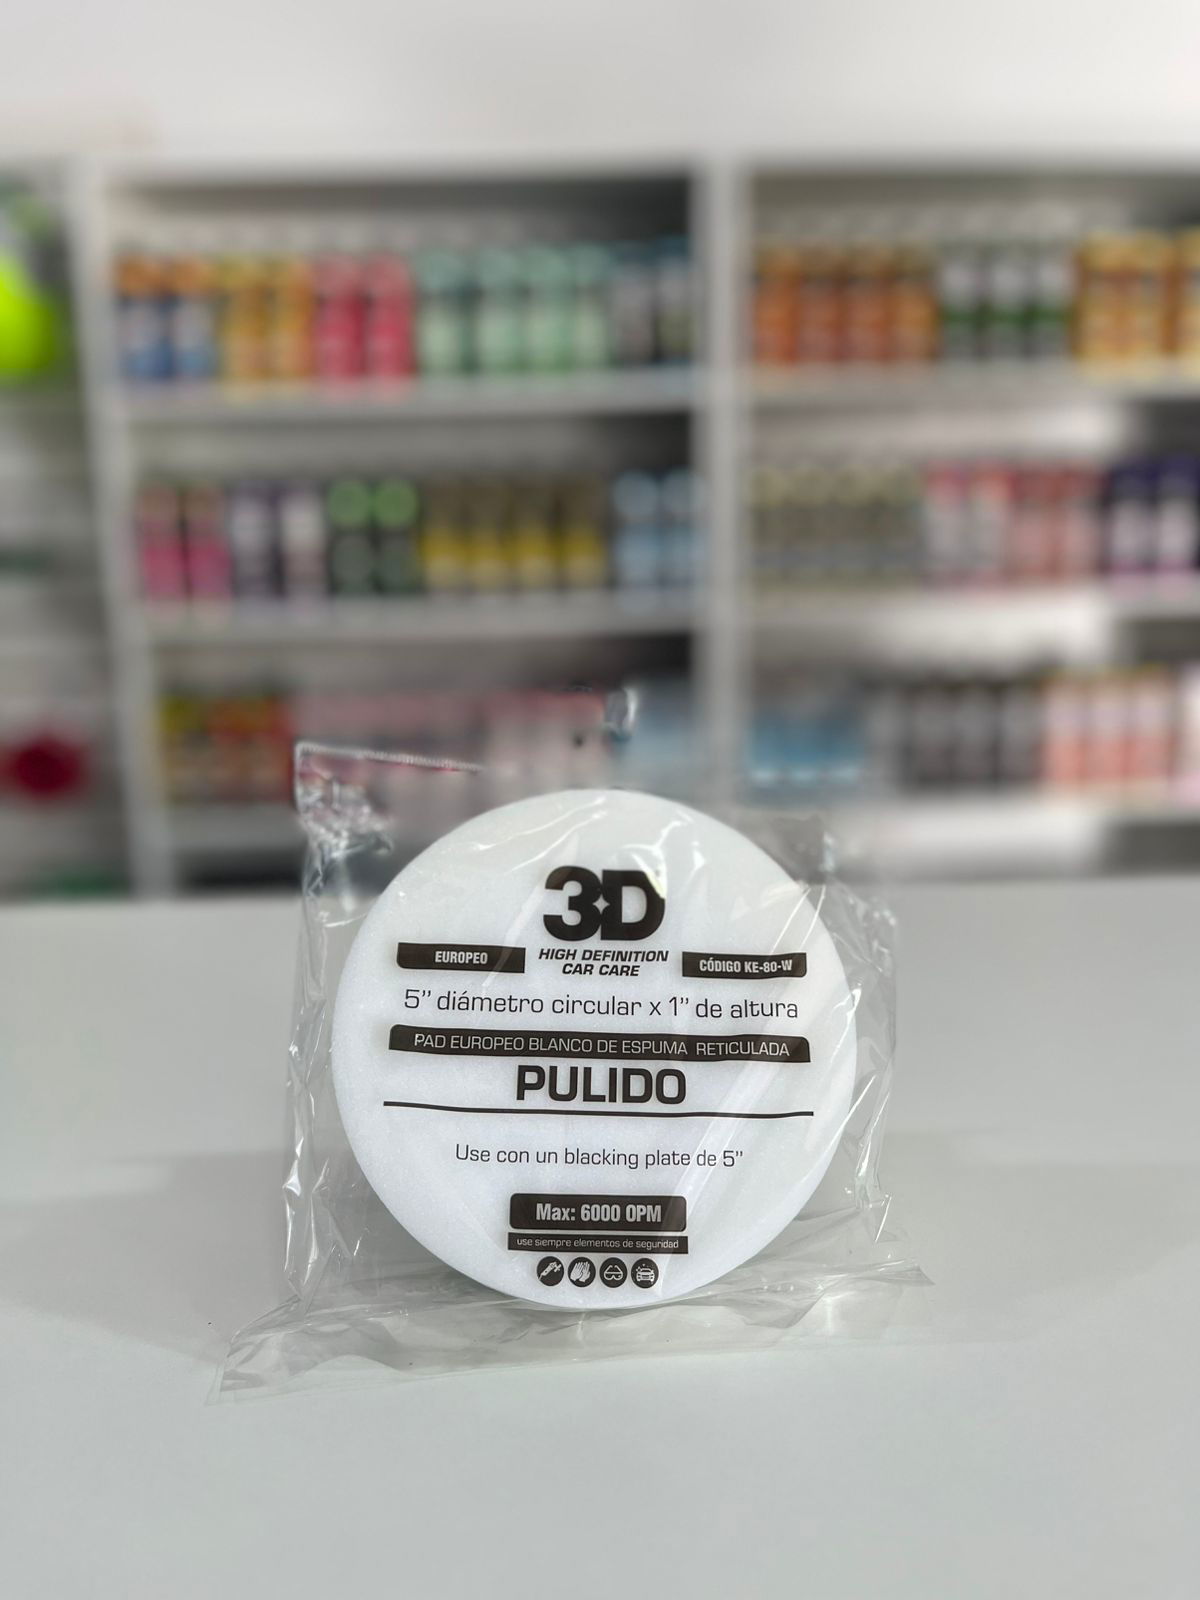 3D
HIGH DEFINITION
CAR CARE
EUROPEO
CÓDIGO KE-80-W
5” diámetro circular x 1” de altura
PAD EUROPEO BLANCO DE ESPUMA RETICULADA
PULIDO
Use con un blacking plate de 5”
Max: 6000 OPM
use siempre elementos de seguridad